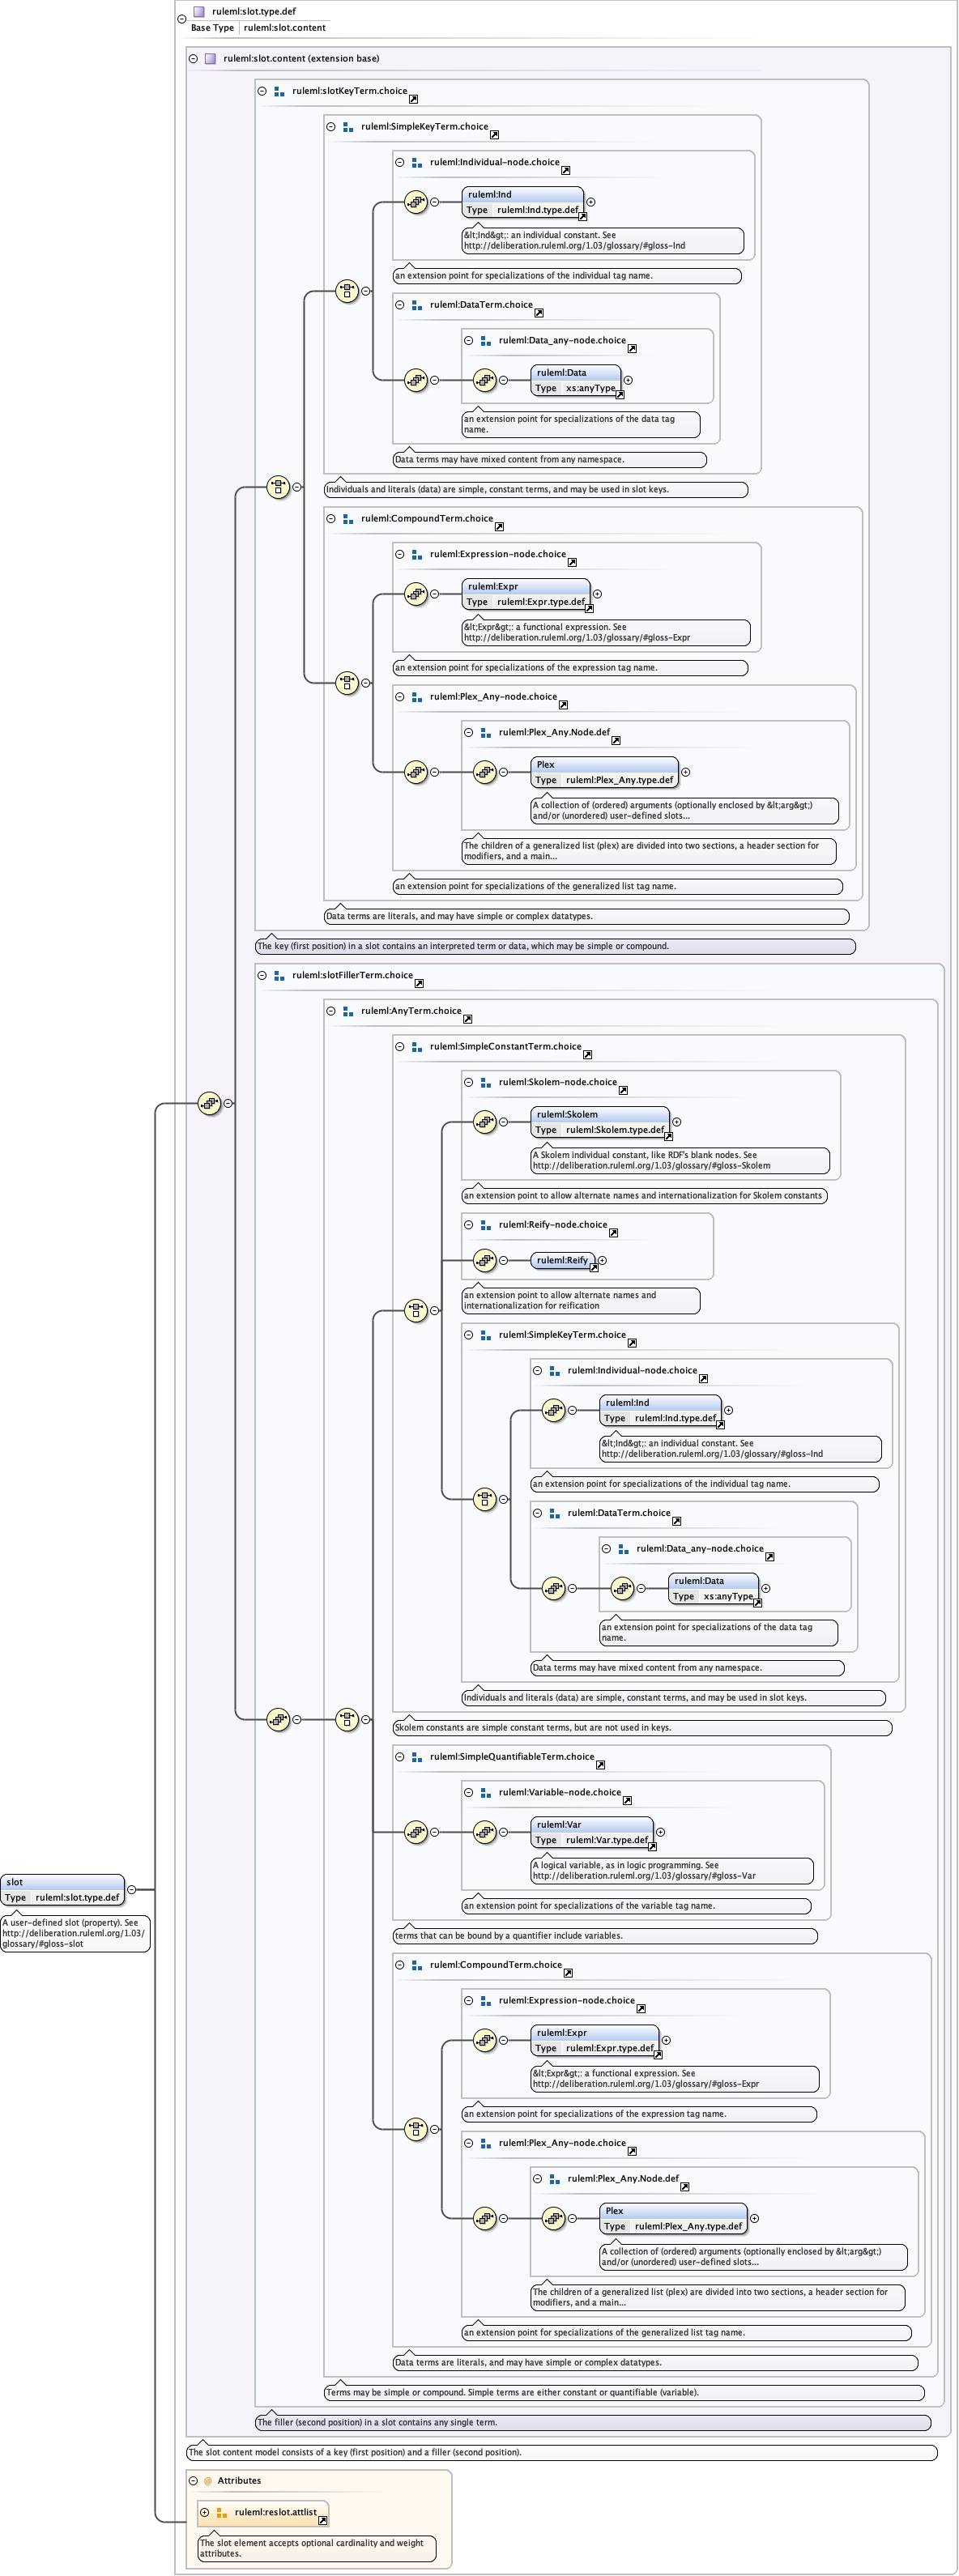 ruleml:slot.type.def
Base Type ruleml:slot.content
ruleml:slot.content (extension base)
ruleml:slotKeyTerm.choice
ruleml:SimpleKeyTerm.choice
ruleml:Individual-node.choice
ruleml:Ind
Type ruleml:Ind.type.def
&lt;Ind&gt;: an individual constant. See
http://deliberation.ruleml.org/1.03/glossary/#gloss-Ind
an extension point for specializations of the individual tag name.
ruleml:DataTerm.choice
ruleml:Data_any-node.choice
ruleml:Data
Type xs:anyType
an extension point for specializations of the data tag
name.
Data terms may have mixed content from any namespace.
Individuals and literals (data) are simple, constant terms, and may be used in slot keys.
ruleml:CompoundTerm.choice
ruleml:Expression-node.choice
ruleml:Expr
Type ruleml:Expr.type.def
&lt;Expr&gt;: a functional expression. See
http://deliberation.ruleml.org/1.03/glossary/#gloss-Expr
an extension point for specializations of the expression tag name.
ruleml:Plex_Any-node.choice
ruleml:Plex_Any.Node.def
Plex
Type ruleml:Plex_Any.type.def
A collection of (ordered) arguments (optionally enclosed by &lt;arg&gt;)
and/or (unordered) user-defined slots...
The children of a generalized list (plex) are divided into two sections, a header section for
modifiers, and a main...
an extension point for specializations of the generalized list tag name.
Data terms are literals, and may have simple or complex datatypes.
The key (first position) in a slot contains an interpreted term or data, which may be simple or compound.
ruleml:slotFillerTerm.choice
ruleml:AnyTerm.choice
ruleml:SimpleConstantTerm.choice
ruleml:Skolem-node.choice
ruleml:Skolem
Type ruleml:Skolem.type.def
A Skolem individual constant, like RDF's blank nodes. See
http://deliberation.ruleml.org/1.03/glossary/#gloss-Skolem
an extension point to allow alternate names and internationalization for Skolem constants
ruleml:Reify-node.choice
ruleml:Reify
an extension point to allow alternate names and
internationalization for reification
ruleml:SimpleKeyTerm.choice
ruleml:Individual-node.choice
ruleml:Ind
Type ruleml:Ind.type.def
&lt;Ind&gt;: an individual constant. See
http://deliberation.ruleml.org/1.03/glossary/#gloss-Ind
an extension point for specializations of the individual tag name.
ruleml:DataTerm.choice
ruleml:Data_any-node.choice
ruleml:Data
Type xs:anyType
an extension point for specializations of the data tag
name.
Data terms may have mixed content from any namespace.
Individuals and literals (data) are simple, constant terms, and may be used in slot keys.
Skolem constants are simple constant terms, but are not used in keys.
ruleml:SimpleQuantifiableTerm.choice
ruleml:Variable-node.choice
ruleml:Var
Type ruleml:Var.type.def
A logical variable, as in logic programming. See
http://deliberation.ruleml.org/1.03/glossary/#gloss-Var
an extension point for specializations of the variable tag name.
terms that can be bound by a quantifier include variables.
slot
Type ruleml:slot.type.def
A user-defined slot (property). See
http://deliberation.ruleml.org/1.03/
glossary/#gloss-slot
ruleml:CompoundTerm.choice
ruleml:Expression-node.choice
ruleml:Expr
Type ruleml:Expr.type.def
&lt;Expr&gt;: a functional expression. See
http://deliberation.ruleml.org/1.03/glossary/#gloss-Expr
an extension point for specializations of the expression tag name.
ruleml:Plex_Any-node.choice
ruleml:Plex_Any.Node.def
Plex
Type ruleml:Plex_Any.type.def
A collection of (ordered) arguments (optionally enclosed by &lt;arg&gt;)
and/or (unordered) user-defined slots...
The children of a generalized list (plex) are divided into two sections, a header section for
modifiers, and a main...
an extension point for specializations of the generalized list tag name.
Data terms are literals, and may have simple or complex datatypes.
Terms may be simple or compound. Simple terms are either constant or quantifiable (variable).
The filler (second position) in a slot contains any single term.
The slot content model consists of a key (first position) and a filler (second position).
@ Attributes
ruleml:reslot.attlist
The slot element accepts optional cardinality and weight
attributes.